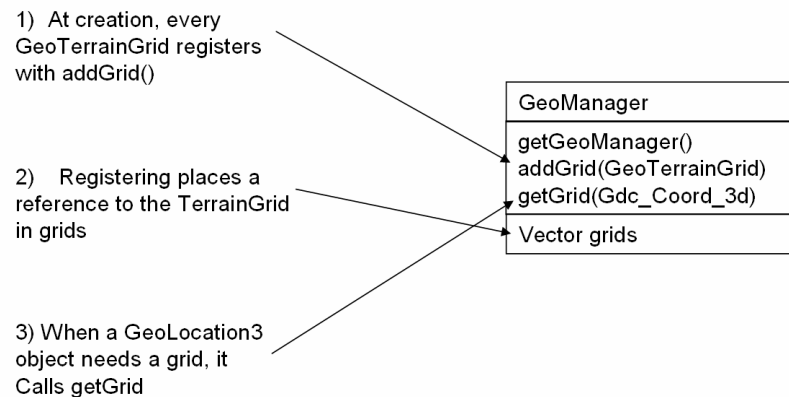 1) At creation, every
GeoTerrainGrid registers
with addGrid()
2) Registering places a
reference to the TerrainGrid
in grids
3) When a GeoLocation3
object needs a grid, it
Calls getGrid
GeoManager
getGeoManager()
addGrid(GeoTerrainGrid)
getGrid(Gdc_Coord_3d)
Vector grids